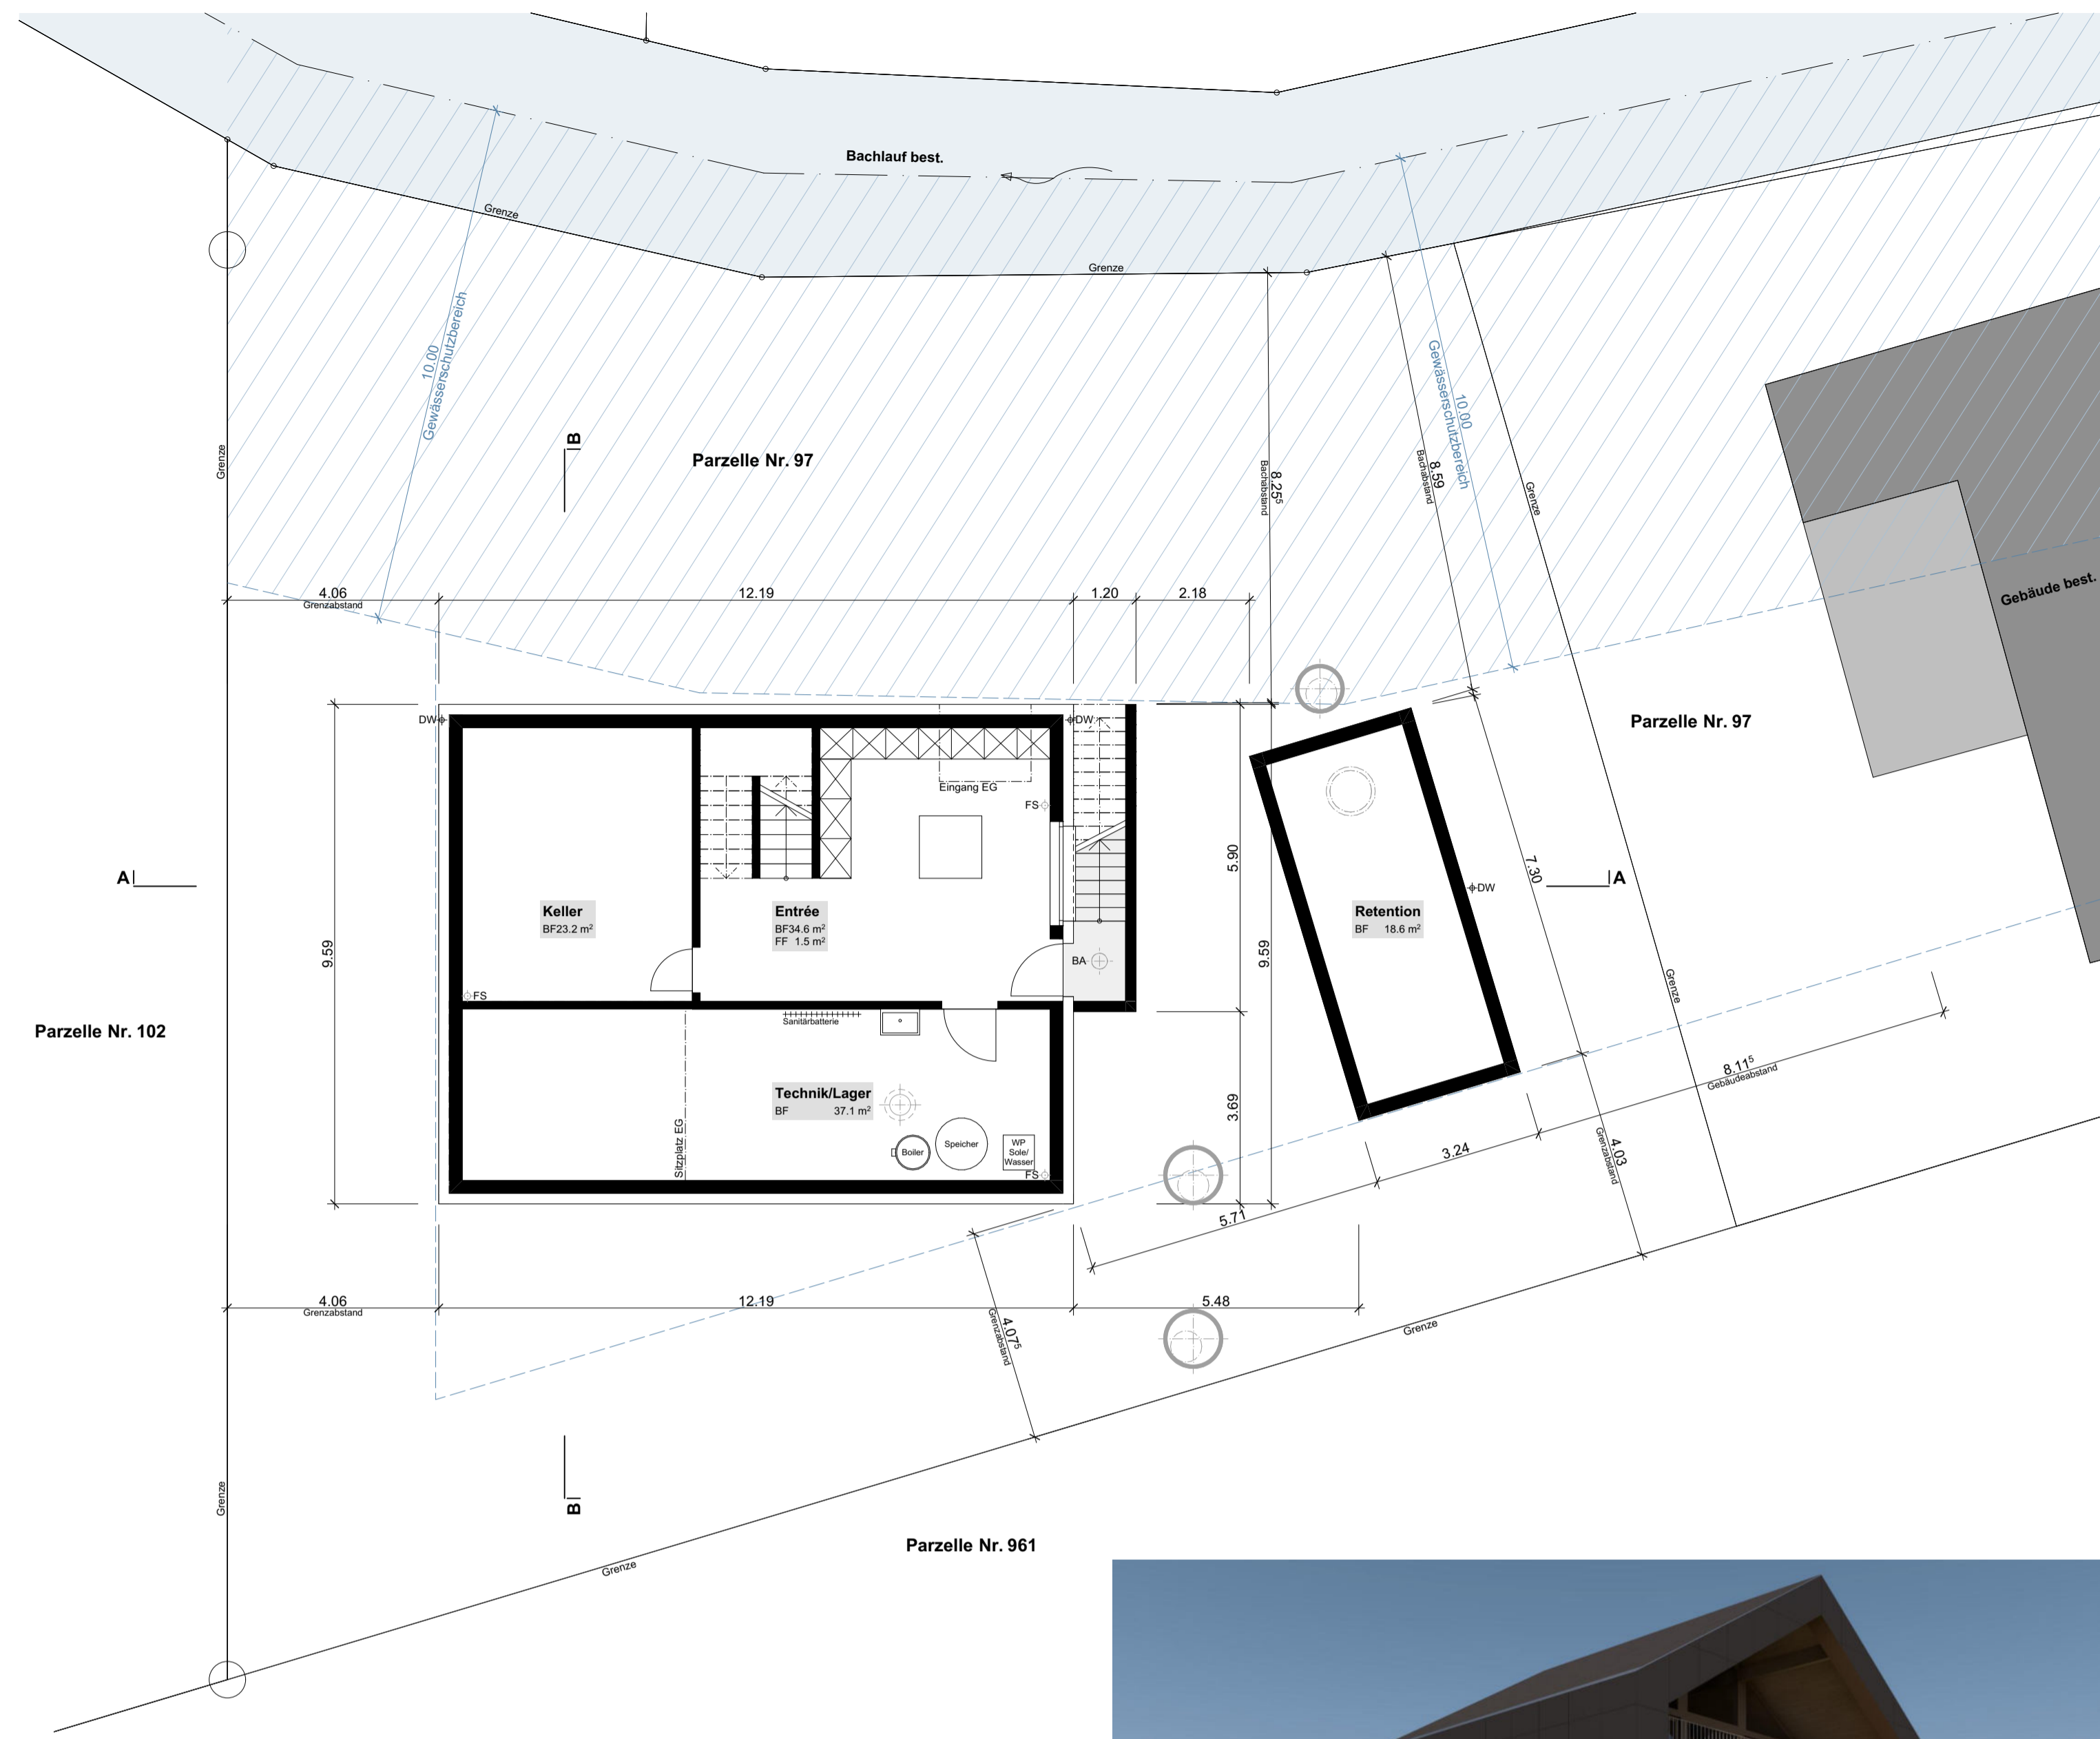 Bachlauf best.
Grenze
Grenze
10.00
Gewässerschutzbereich
10.00
Gewässerschutzbereich
8.25⁵
Bachabstand
8.59
Bachabstand
Grenze
Grenze
B
Parzelle Nr. 97
Gebäude best.
4.06
Grenzabstand
12.19
1.20
2.18
DW
DW
Parzelle Nr. 97
Eingang EG
FS
5.90
7.30
A
A
DW
Keller
BF23.2 m²
Entrée
BF34.6 m²
FF 1.5 m²
Retention
BF 18.6 m²
9.59
9.59
BA
FS
Grenze
Sanitärbatterie
Parzelle Nr. 102
8.11⁵
Gebäudeabstand
Technik/Lager
BF 37.1 m²
3.69
Sitzplatz EG
Boiler
Speicher
WP
Sole/
Wasser
FS
3.24
4.03
Grenzabstand
5.71
4.06
Grenzabstand
12.19
5.48
4.07⁵
Grenzabstand
Grenze
Grenze
B
Parzelle Nr. 961
Grenze